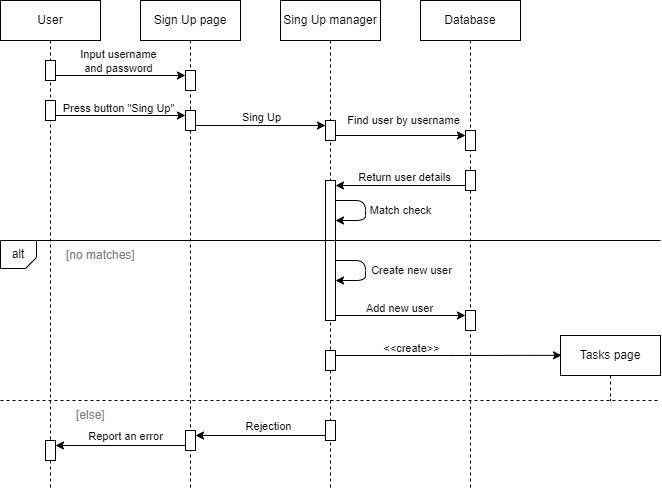 User
Sign Up page
Sing Up manager
Database
Input username
and password
Press button "Sing Up"
Sing Up
Find user by username
Return user details
Match check
alt
[no matches]
Create new user
Add new user
<<create>>
Tasks page
[else]
Rejection
Report an error